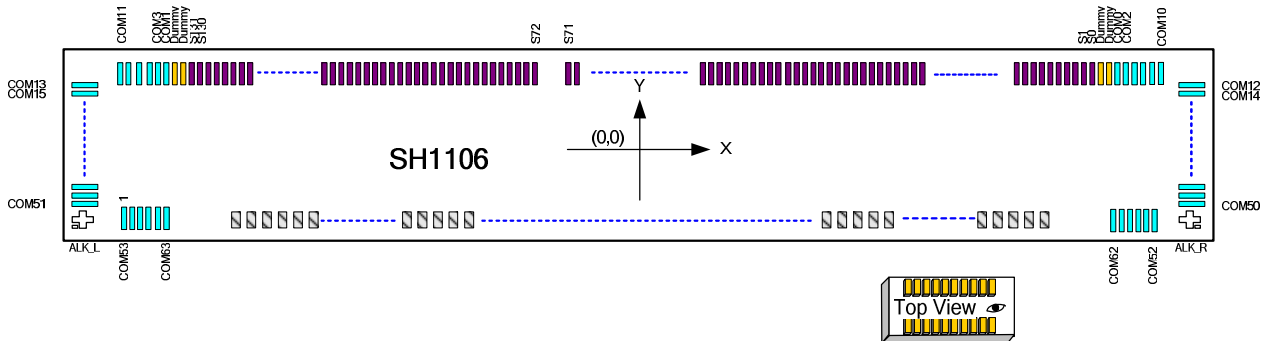 COM11
COM3
COM1
Dummy
Dummy
S131
S130
S72
S71
S1
S0
Dummy
Dummy
COM0
COM2
COM10
COM13
COM15
COM12
COM14
Y
(0,0)
X
SH1106
COM51
1
COM50
ALK_L
ALK_R
COM53
COM63
COM62
COM52
Top View